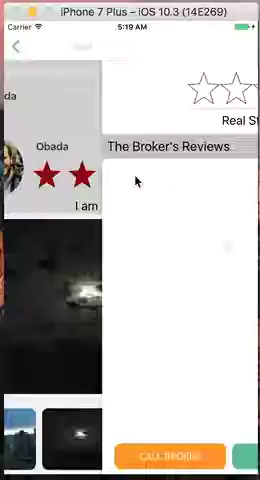 iPhone 7 Plus – iOS 10.3 (14E269)
Carrier 5:19 AM
da
Real S
Obada
The Broker's Reviews
I am
CALL BROKER